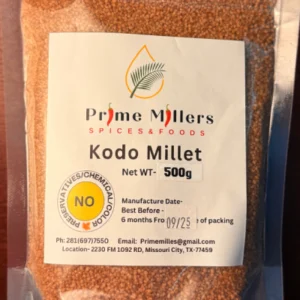 Prime Millers
SPICES&FOODS
Kodo Millet
Net WT- 500g
NO
PRESERVATIVES/CHEMICAL/COLOR
Manufacture Date-
Best Before -
6 months Fro 09/25 e of packing
Ph: 281(697)7550 Email: Primemilies@gmail.com
Location- 2230 FM 1092 RD, Missouri City, TX-77459